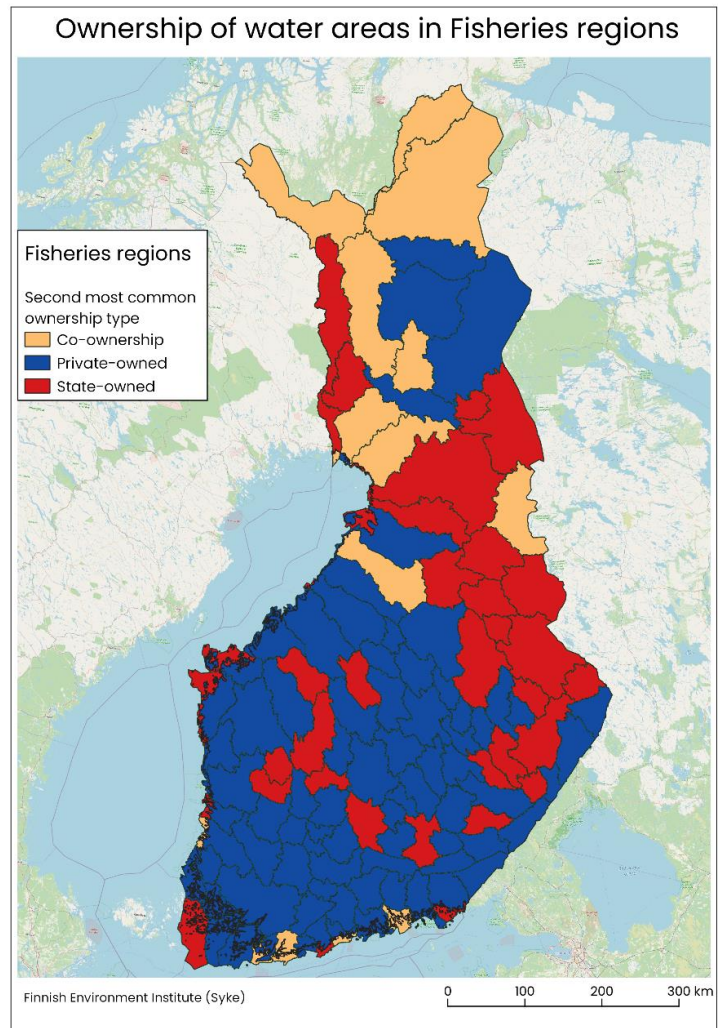 Ownership of water areas in Fisheries regions
Fisheries regions
Second most common
ownership type
Co-ownership
Private-owned
State-owned
Finnish Environment Institute (Syke)
0 100 200 300 km